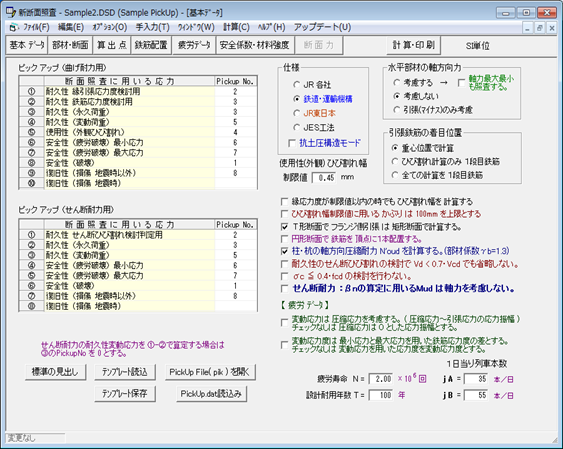 新断面照査 - Sample2.DSD (Sample PickUp) - [基本データ]
ファイル(F) 編集(E) オプション(O) 手入力(T) ウィンドウ(W) 計算(C) ヘルプ(H) アップデート(U)
基本 データ 部材・断面 算 出 点 鉄筋配置 疲労データ 安全係数・材料強度 断 面 力 計 算・印 刷 SI単位
ピック アップ (曲げ耐力用)
断 面 照 査 に 用 い る 応 力 Pickup No.
① 耐久性 縁引張応力度検討用 2
② 耐久性 鉄筋応力度検討用 3
③ 耐久性 (永久荷重) 3
④ 耐久性 (変動荷重) 5
⑤ 使用性 (外観ひび割れ) 4
⑥ 安全性 (疲労破壊) 最小応力 6
⑦ 安全性 (疲労破壊) 最大応力 7
⑧ 安全性 (破壊) 1
⑨ 復旧性 (損傷 地震時以外) 8
⑩ 復旧性 (損傷 地震時)
ピック アップ (せん断耐力用)
断 面 照 査 に 用 い る 応 力 Pickup No.
① 耐久性 せん断ひび割れ検討判定用 2
② 耐久性 (永久荷重) 3
③ 耐久性 (変動荷重) 5
④ 安全性 (疲労破壊) 最小応力 6
⑤ 安全性 (疲労破壊) 最大応力 7
⑥ 安全性 (破壊) 1
⑦ 復旧性 (損傷 地震時以外) 8
⑧ 復旧性 (損傷 地震時)
せん断耐力の耐久性変動応力を ①-②で算定する場合は
③のPickupNo を 0 とする。
標準の見出し テンプレート読込 PickUp File(.pik) を開く
テンプレート保存 PickUp.dat読込み
仕様
JR 各社
鉄道・運輸機構
JR東日本
JES工法
抗土圧構造モード
使用性(外観) ひび割れ幅
制限値 0.45 mm
水平部材の軸方向力
考慮する → 軸力最大最小も照査する。
考慮しない
引張(マイナス)のみ考慮
引張鉄筋の着目位置
重心位置で計算
ひび割れ計算のみ 1段目鉄筋
全ての計算を 1段目鉄筋
縁応力度が制限値以内の時でも ひび割れ幅を 計算する
ひび割れ幅制限値に用いる かぶり は 100mm を上限とする
T形断面で フランジ側引張 は 矩形断面で計算する。
円形断面で 鉄筋を 頂点に1本配置する。
柱・杭の軸方向圧縮耐力 N'oud を計算する。(部材係数γb=1.3)
耐久性のせん断ひび割れの検討で Vd < 0.7・Vcd でも省略しない。
σ'c ≦ 0.4・fcd の検討を行わない。
せん断耐力 : βnの算定に用いるMud は 軸力を考慮しない。
【 疲労 データ 】
変動応力は 圧縮応力を考慮する。( 圧縮応力～引張応力の 応力振幅 )
チェックなしは 圧縮応力は 0 とした 応力振幅とする。
変動応力度は 最小応力と最大応力を用いた鉄筋応力度の差とする。
チェックなしは 変動応力を用いた応力度を変動応力度とする。
1日当り列車本数
疲労寿命 N = 2.00 ×10⁶ 回 jA = 35 本/日
設計耐用年数 T = 100 年 jB = 55 本/日
変更なし